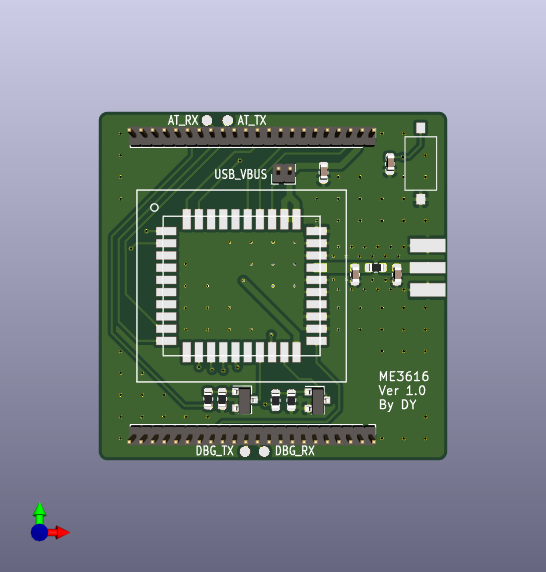 AT_RX AT_TX
USB_VBUS
ME3616
Ver 1.0
By DY
DBG_TX DBG_RX